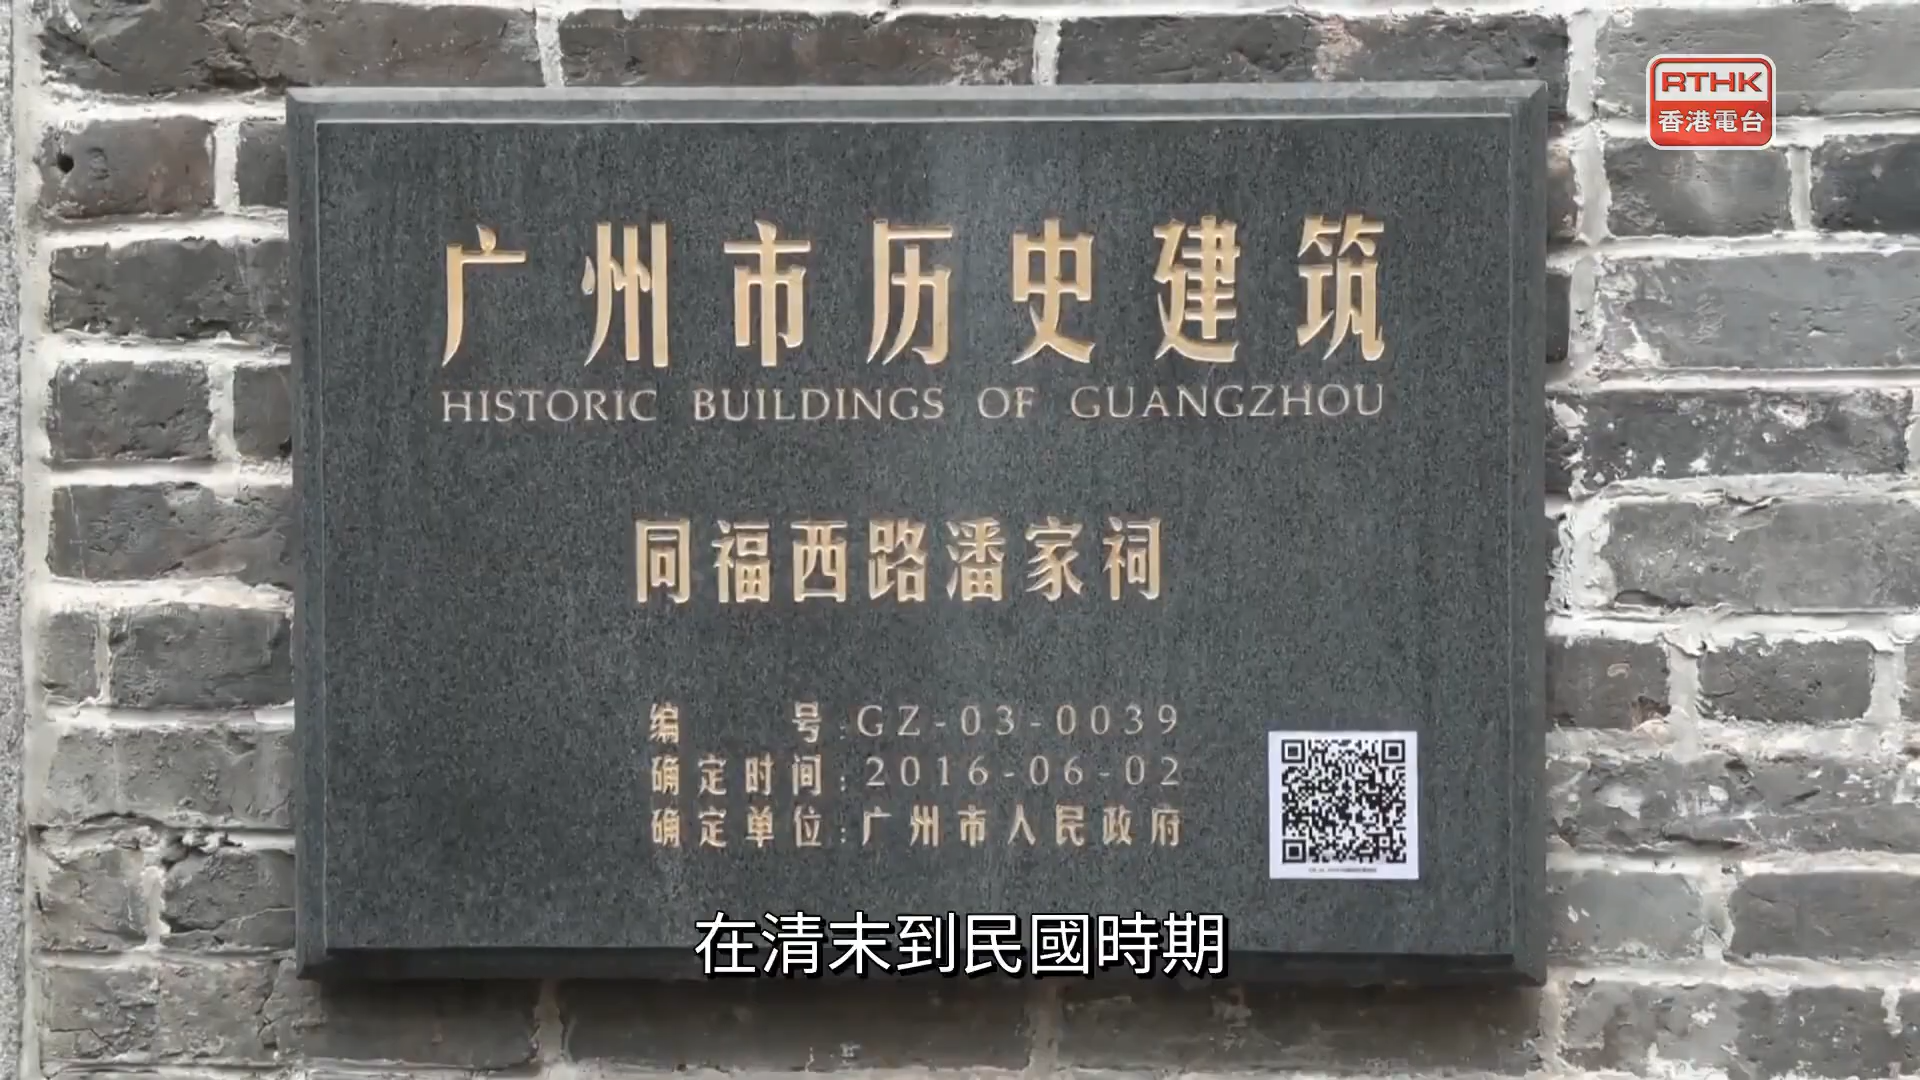 RTHK
香港電台
广州市历史建筑
HISTORIC BUILDINGS OF GUANGZHOU
同福西路潘家祠
编号:GZ-03-0039
确定时间:2016-06-02
确定单位:广州市人民政府
在清末到民國時期